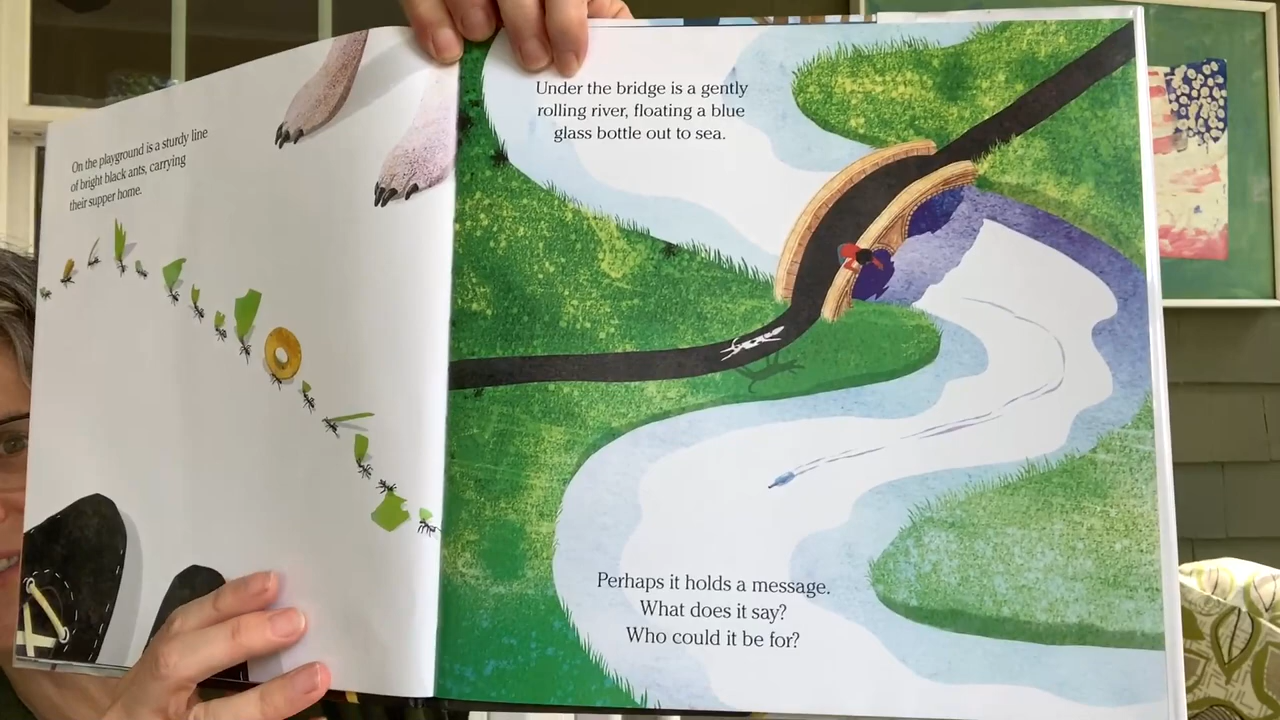 On the playground is a sturdy line
of bright black ants, carrying
their supper home.
Under the bridge is a gently
rolling river, floating a blue
glass bottle out to sea.
Perhaps it holds a message.
What does it say?
Who could it be for?